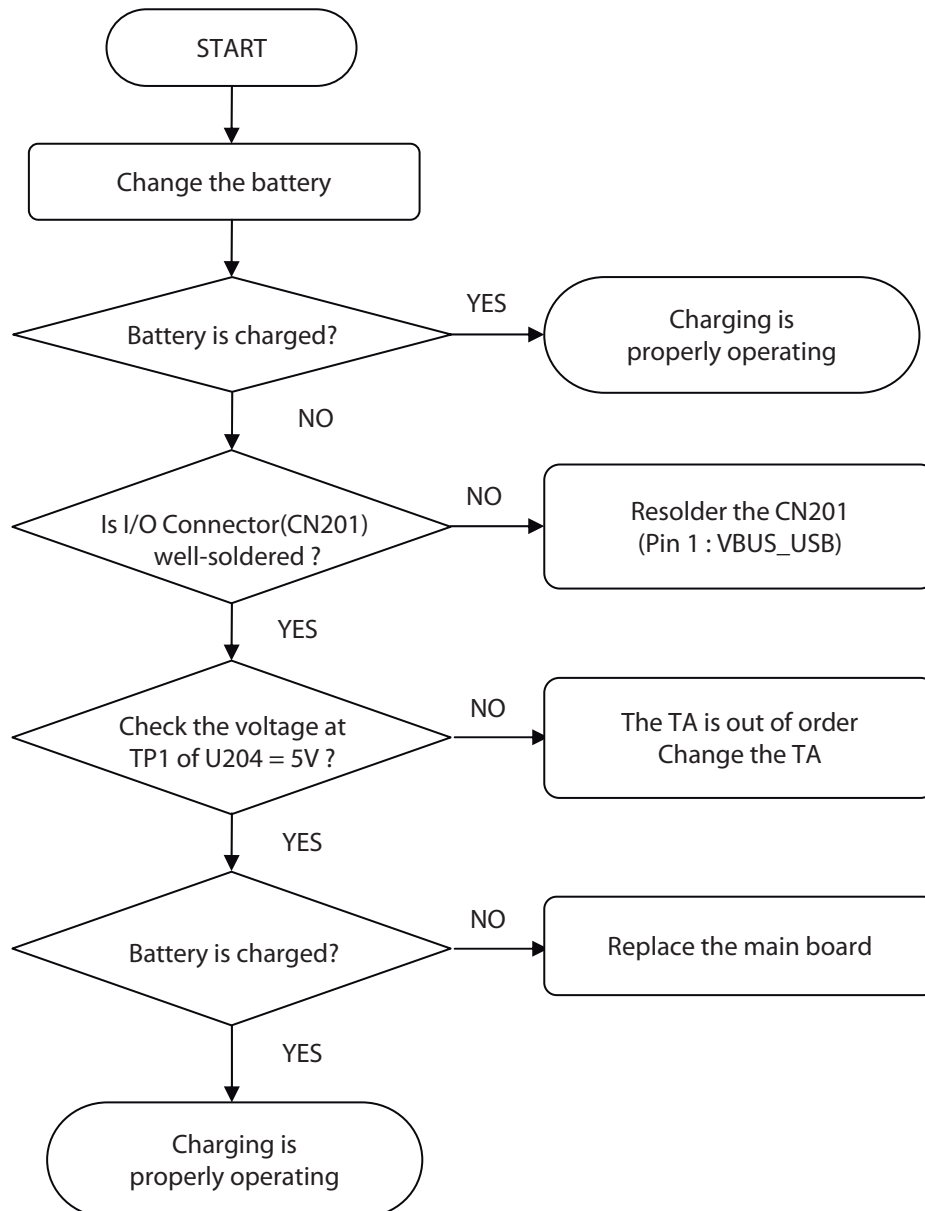 START
Change the battery
Battery is charged?
YES
Charging is
properly operating
NO
Is I/O Connector(CN201)
well-soldered ?
NO
Resolder the CN201
(Pin 1 : VBUS_USB)
YES
Check the voltage at
TP1 of U204 = 5V ?
NO
The TA is out of order
Change the TA
YES
Battery is charged?
NO
Replace the main board
YES
Charging is
properly operating